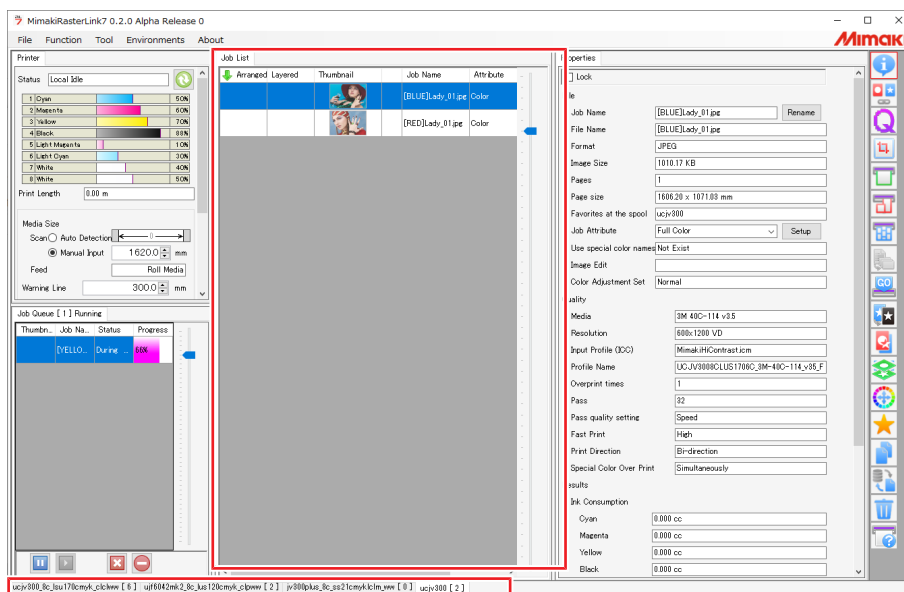 MimakiRasterLink7 0.2.0 Alpha Release 0
File Function Tool Environments About
Mimaki
Printer
Status Local Idle
1 Cyan 50%
2 Magenta 60%
3 Yellow 70%
4 Black 88%
5 Light Magenta 10%
6 Light Cyan 30%
7 White 40%
8 White 50%
Print Length 0.00 m
Media Size
Scan Auto Detection 0
Manual Input 1620.0 mm
Feed Roll Media
Warning Line 300.0 mm
Job Queue [ 1 ] Running
Thumbn... Job Na... Status Progress
[YELLO... During ... 66%
Job List
Arranged Layered Thumbnail Job Name Attribute
[BLUE]Lady_01.jpg Color
[RED]Lady_01.jpg Color
operties
Lock
le
Job Name [BLUE]Lady_01.jpg Rename
File Name [BLUE]Lady_01.jpg
Format JPEG
Image Size 1010.17 KB
Pages 1
Page size 1606.20 x 1071.03 mm
Favorites at the spool ucjv300
Job Attribute Full Color Setup
Use special color names Not Exist
Image Edit
Color Adjustment Set Normal
uality
Media 3M 40C-114 v3.5
Resolution 600x1200 VD
Input Profile (ICC) MimakiHiContrast.icm
Profile Name UCJV3008CLUS1706C_3M-40C-114_v35_F
Overprint times 1
Pass 32
Pass quality setting Speed
Fast Print High
Print Direction Bi-direction
Special Color Over Print Simultaneously
esults
Ink Consumption
Cyan 0.000 cc
Magenta 0.000 cc
Yellow 0.000 cc
Black 0.000 cc
Q
GO
ucjv300 [ 2 ]